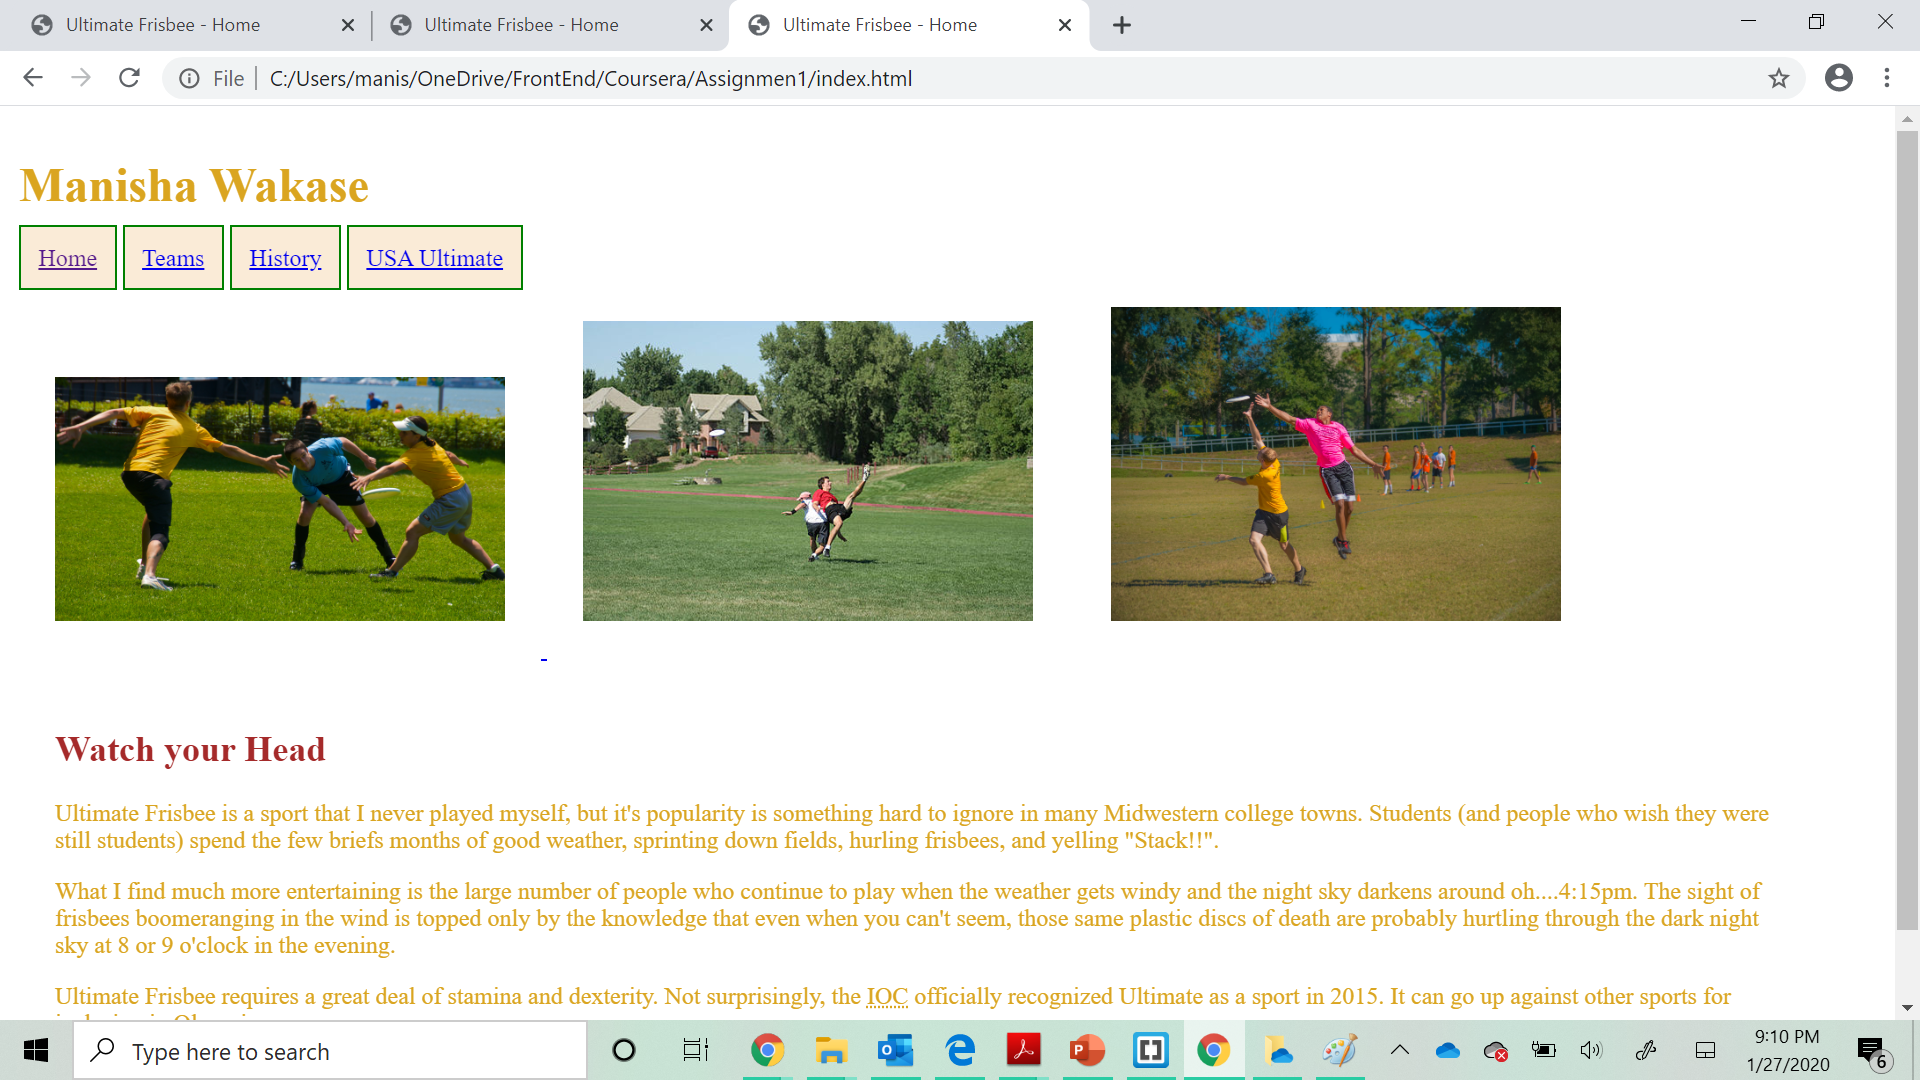 Ultimate Frisbee - Home
Ultimate Frisbee - Home
Ultimate Frisbee - Home
File
C:/Users/manis/OneDrive/FrontEnd/Coursera/Assignmen1/index.html
Manisha Wakase
Home
Teams
History
USA Ultimate
Watch your Head
Ultimate Frisbee is a sport that I never played myself, but it's popularity is something hard to ignore in many Midwestern college towns. Students (and people who wish they were
still students) spend the few briefs months of good weather, sprinting down fields, hurling frisbees, and yelling "Stack!!".
What I find much more entertaining is the large number of people who continue to play when the weather gets windy and the night sky darkens around oh....4:15pm. The sight of
frisbees boomeranging in the wind is topped only by the knowledge that even when you can't seem, those same plastic discs of death are probably hurtling through the dark night
sky at 8 or 9 o'clock in the evening.
Ultimate Frisbee requires a great deal of stamina and dexterity. Not surprisingly, the IOC officially recognized Ultimate as a sport in 2015. It can go up against other sports for
Type here to search
9:10 PM
1/27/2020
6